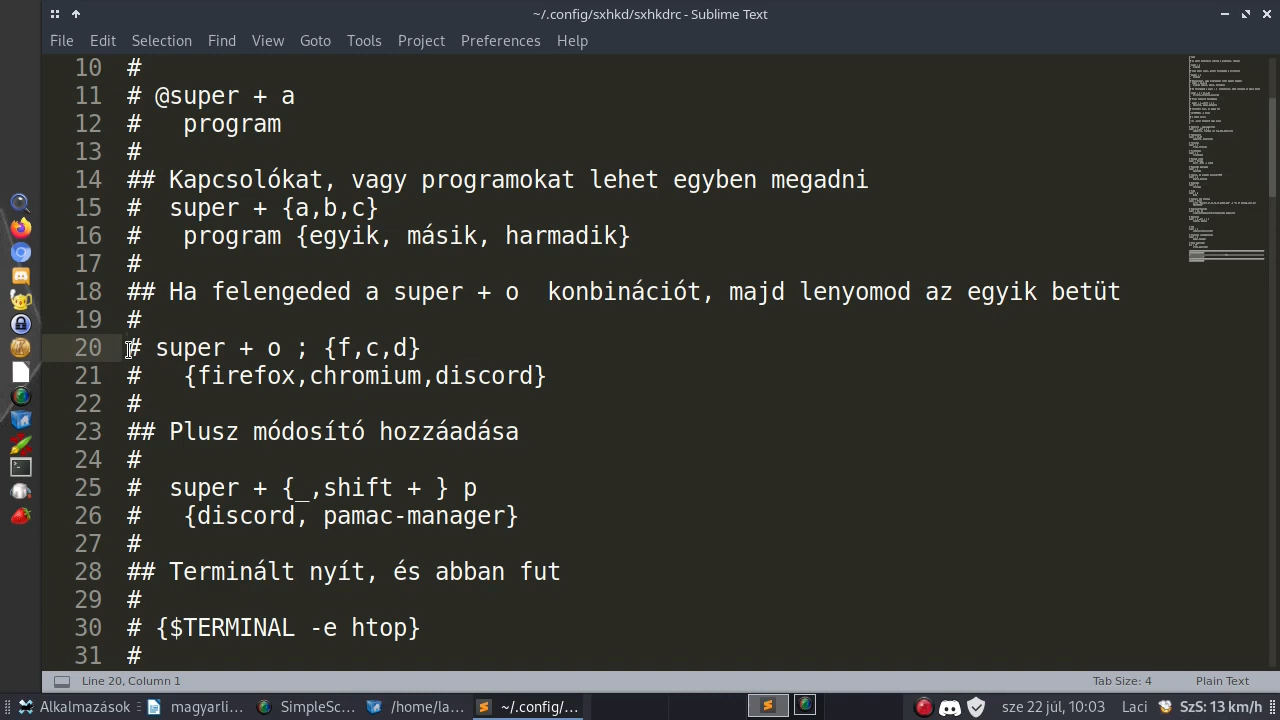 ~/.config/sxhkd/sxhkdrc - Sublime Text
File Edit Selection Find View Goto Tools Project Preferences Help
10 #
11 # @super + a
12 #   program
13 #
14 ## Kapcsolókat, vagy programokat lehet egyben megadni
15 #  super + {a,b,c}
16 #   program {egyik, másik, harmadik}
17 #
18 ## Ha felengeded a super + o  konbinációt, majd lenyomod az egyik betüt
19 #
20 # super + o ; {f,c,d}
21 #   {firefox,chromium,discord}
22 #
23 ## Plusz módosító hozzáadása
24 #
25 #  super + {_,shift + } p
26 #   {discord, pamac-manager}
27 #
28 ## Terminált nyít, és abban fut
29 #
30 # {$TERMINAL -e htop}
31 #
Line 20, Column 1 Tab Size: 4 Plain Text
Alkalmazások magyarli... SimpleSc... /home/la... ~/.config/... sze 22 júl, 10:03 Laci SzS: 13 km/h